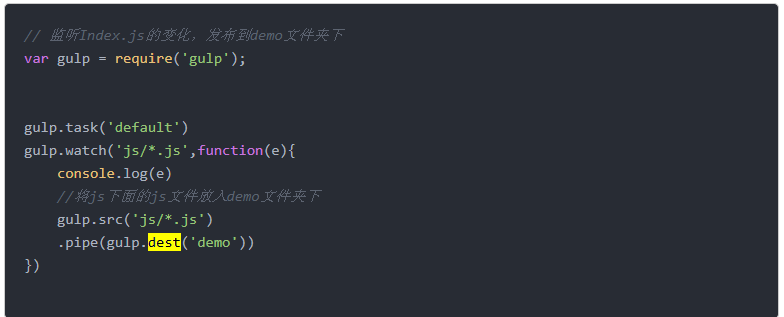 // 监听Index.js的变化，发布到demo文件夹下
var gulp = require('gulp');
gulp.task('default')
gulp.watch('js/*.js',function(e){
console.log(e)
//将js下面的js文件放入demo文件夹下
gulp.src('js/*.js')
.pipe(gulp.dest('demo'))
})